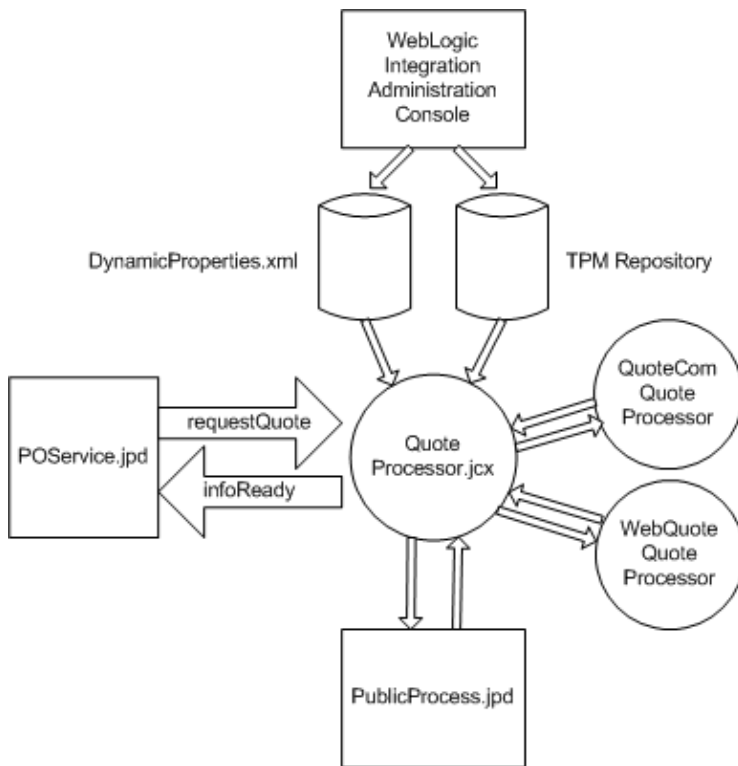 WebLogic
Integration
Administration
Console
DynamicProperties.xml
TPM Repository
QuoteCom
Quote
Processor
requestQuote
POService.jpd
Quote
Processor.jcx
infoReady
WebQuote
Quote
Processor
PublicProcess.jpd